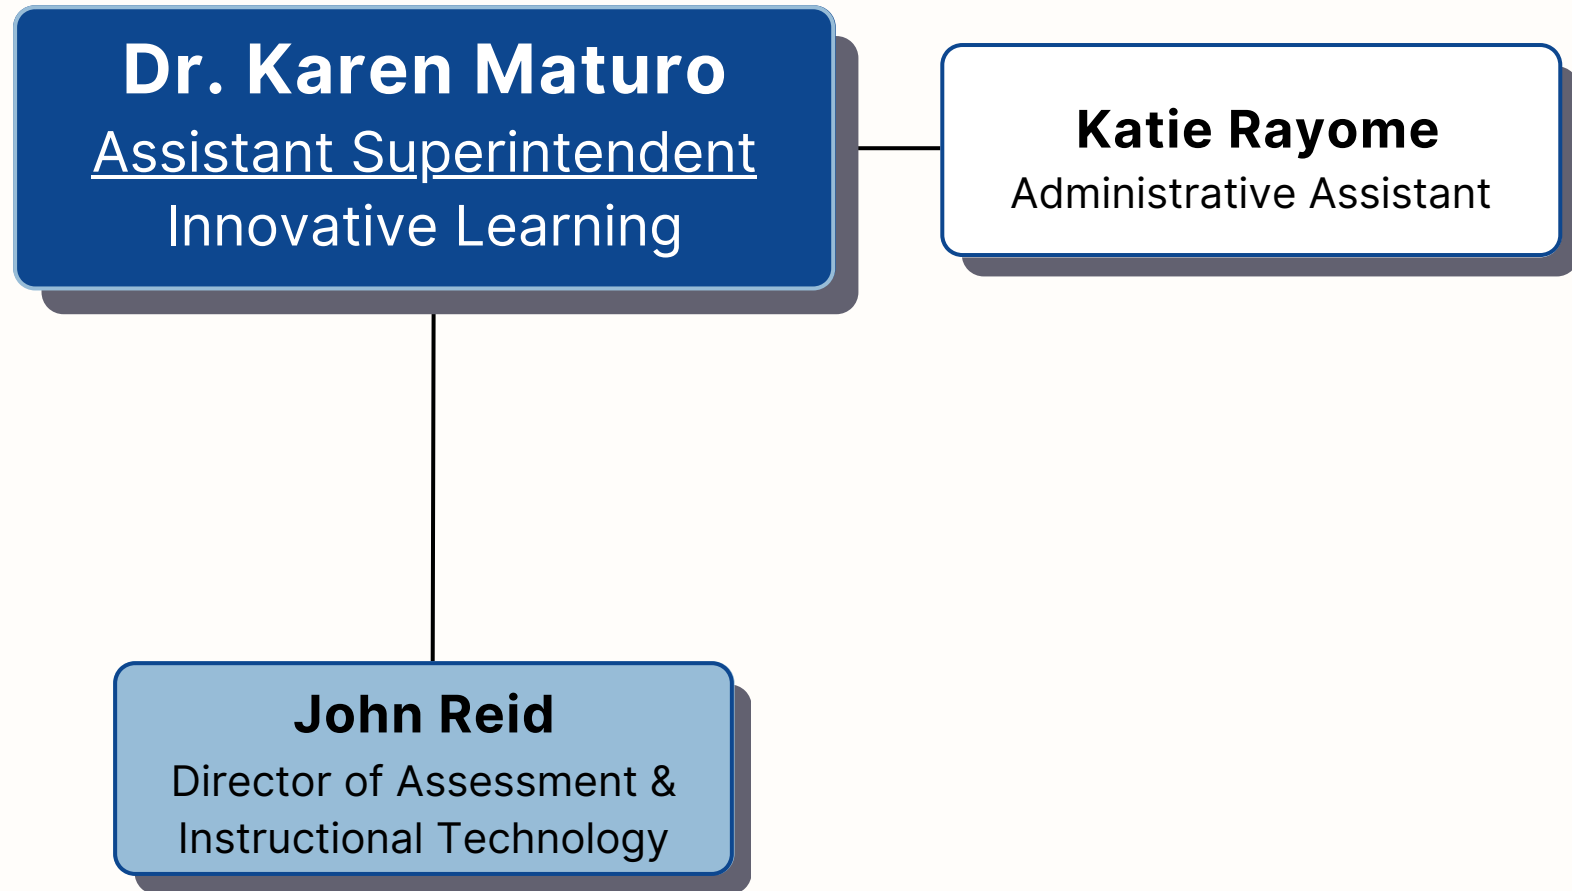 Dr. Karen Maturo
Assistant Superintendent
Innovative Learning
Katie Rayome
Administrative Assistant
John Reid
Director of Assessment &
Instructional Technology